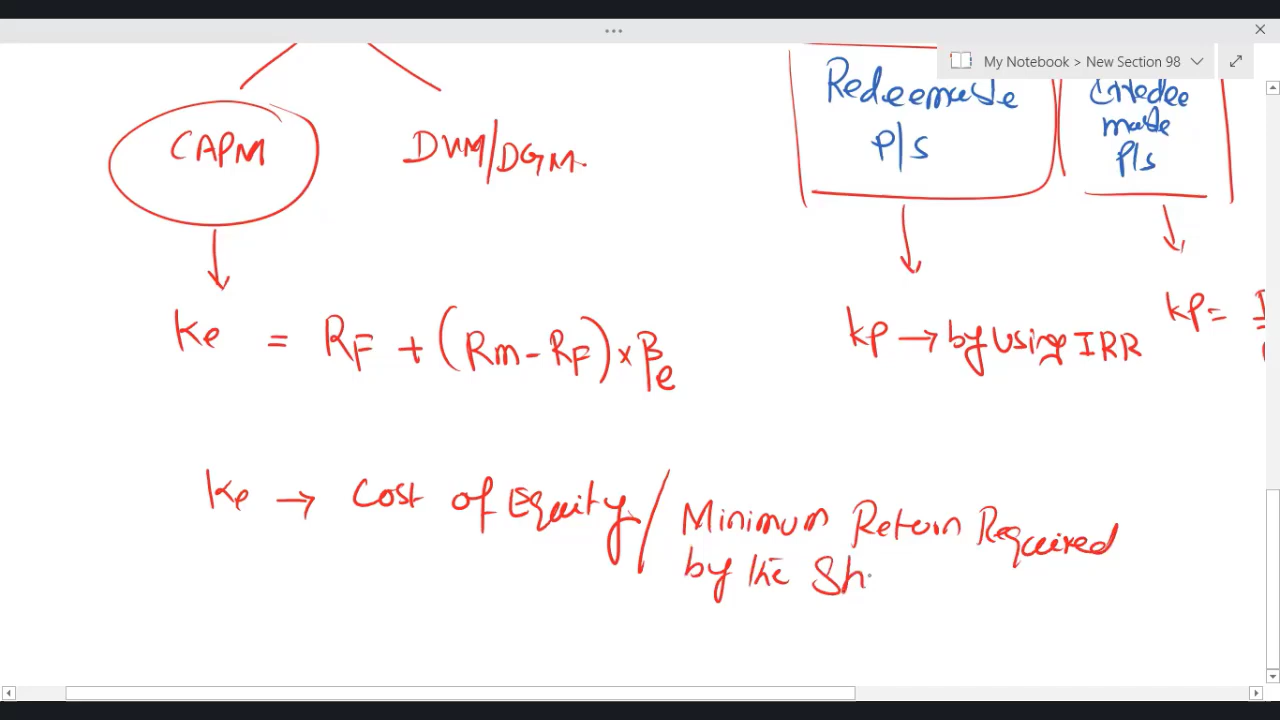 My Notebook > New Section 98
CAPM
DVM/DGM
Redeemable
P/S
P/S
Ke = RF + (Rm - RF) × βe
Kp → by using IRR
Kp =
Ke → Cost of Equity / Minimum Return Required
by the Sh